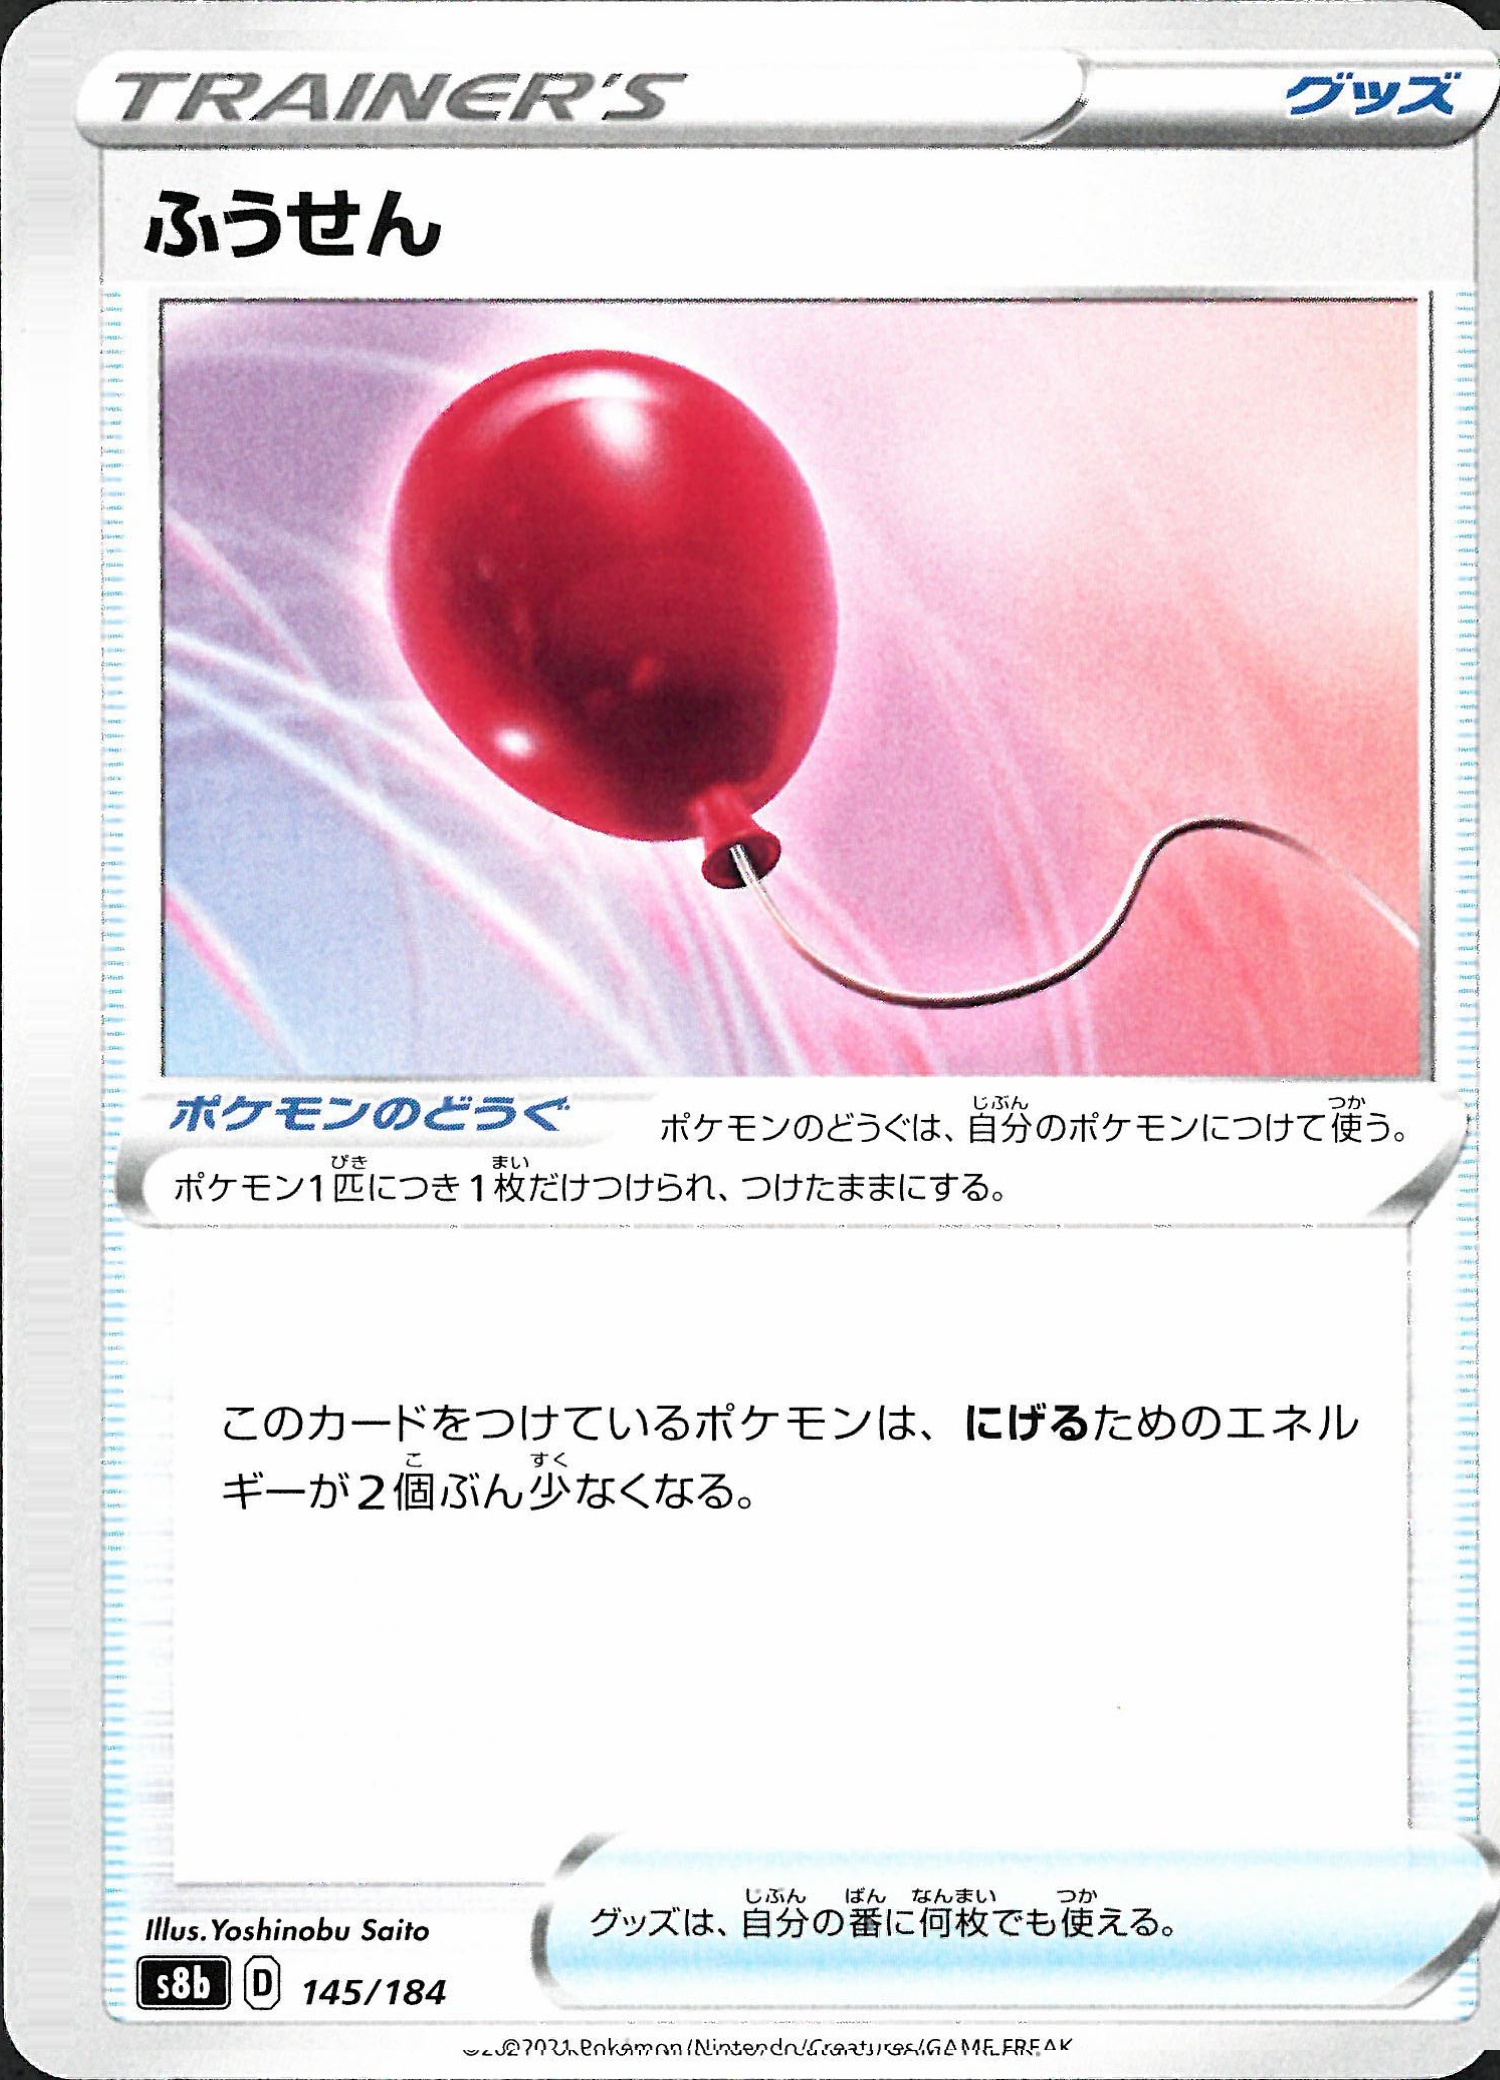 TRAINER'S
グッズ
ふうせん
ポケモンのどうぐ
ポケモンのどうぐは、自分のポケモンにつけて使う。
ポケモン1匹につき1枚だけつけられ、つけたままにする。
このカードをつけているポケモンは、にげるためのエネル
ギーが2個ぶん少なくなる。
グッズは、自分の番に何枚でも使える。
Illus.Yoshinobu Saito
s8b D 145/184
©2021 Pokémon/Nintendo/Creatures/GAME FREAK